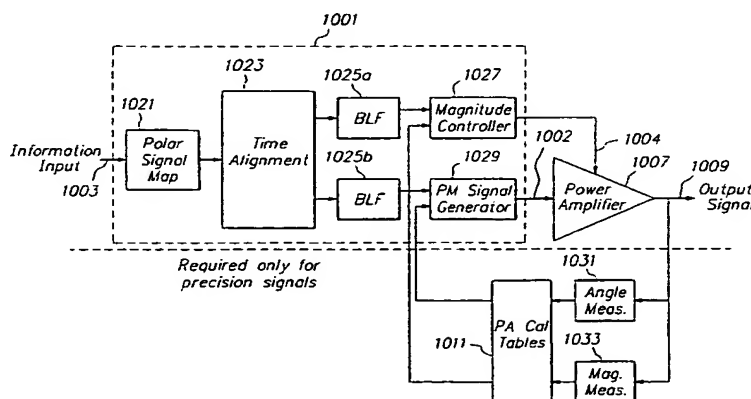 1001
1023
1025a
1027
1021
Polar
Signal
Map
Time
Alignment
BLF
Magnitude
Controller
1002
1004
1007
1009
Information
Input
1003
1025b
1029
BLF
PM Signal
Generator
Power
Amplifier
Output
Signal
Required only for
precision signals
1031
Angle
Meas.
PA Cal
Tables
1011
1033
Mag.
Meas.